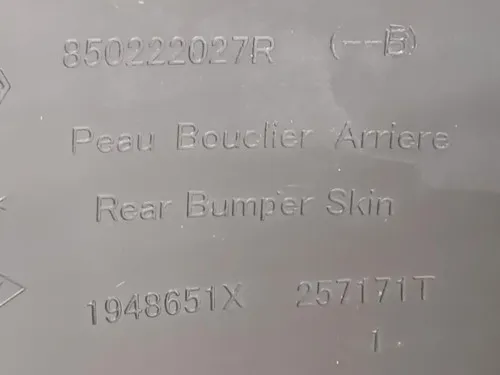 850222027R (--B)
Peau Bouclier Arriere
Rear Bumper Skin
1948651X 257171T
1